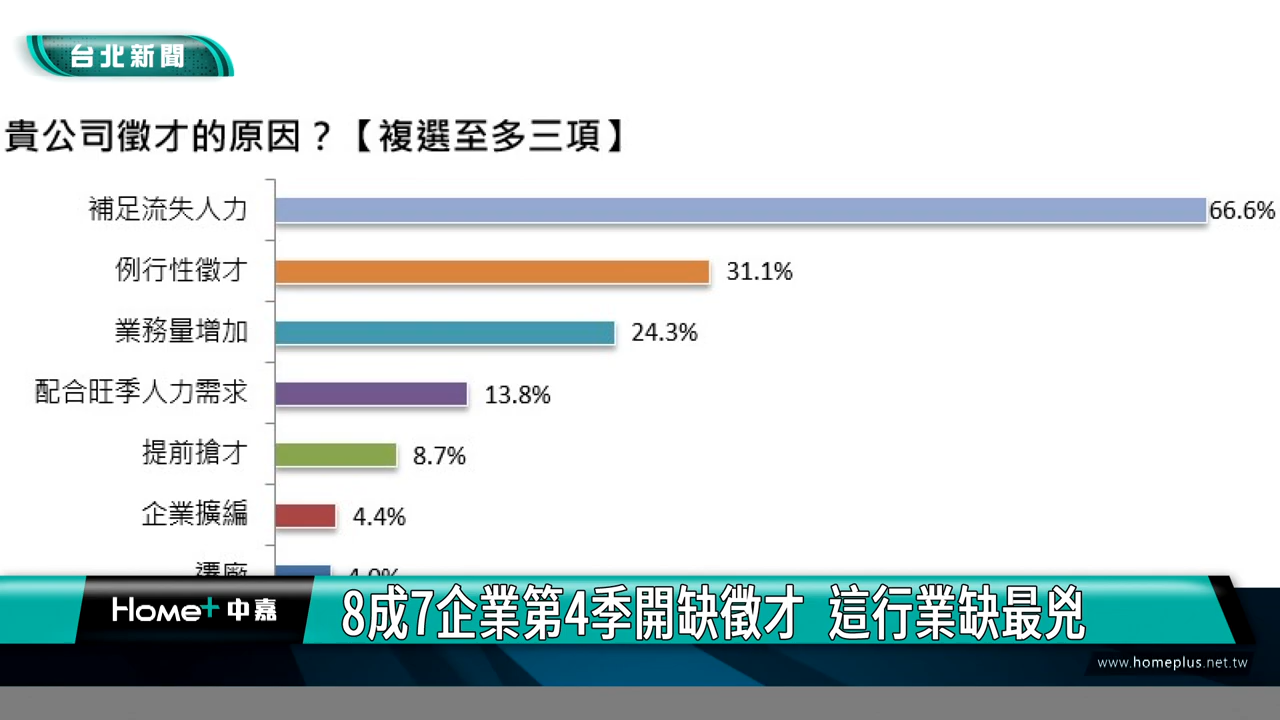 台北新聞
貴公司徵才的原因？【複選至多三項】
補足流失人力 66.6%
例行性徵才 31.1%
業務量增加 24.3%
配合旺季人力需求 13.8%
提前搶才 8.7%
企業擴編 4.4%
遷廠 4.0%
Home+中嘉 8成7企業第4季開缺徵才 這行業缺最兇
www.homeplus.net.tw